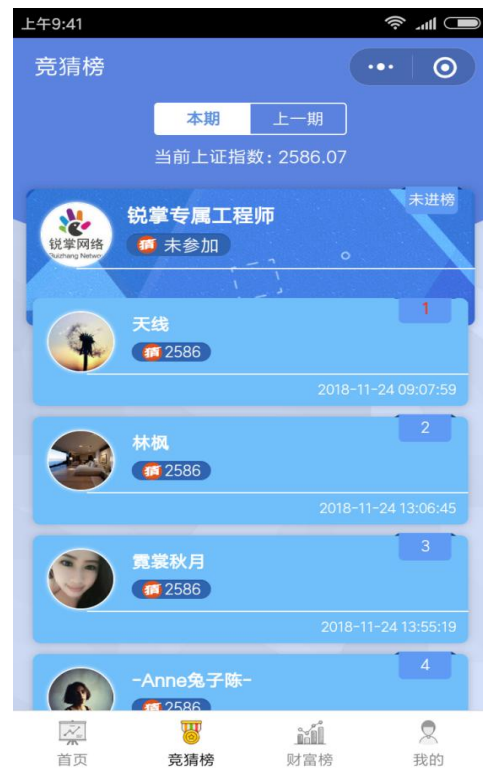 上午9:41
竞猜榜
本期 上一期
当前上证指数: 2586.07
未进榜
锐掌专属工程师
锐掌网络
Ruizhang Netwo
猜 未参加
1
天线
猜 2586
2018-11-24 09:07:59
2
林枫
猜 2586
2018-11-24 13:06:45
3
霓裳秋月
猜 2586
2018-11-24 13:55:19
4
-Anne兔子陈-
猜 2586
首页 竞猜榜 财富榜 我的